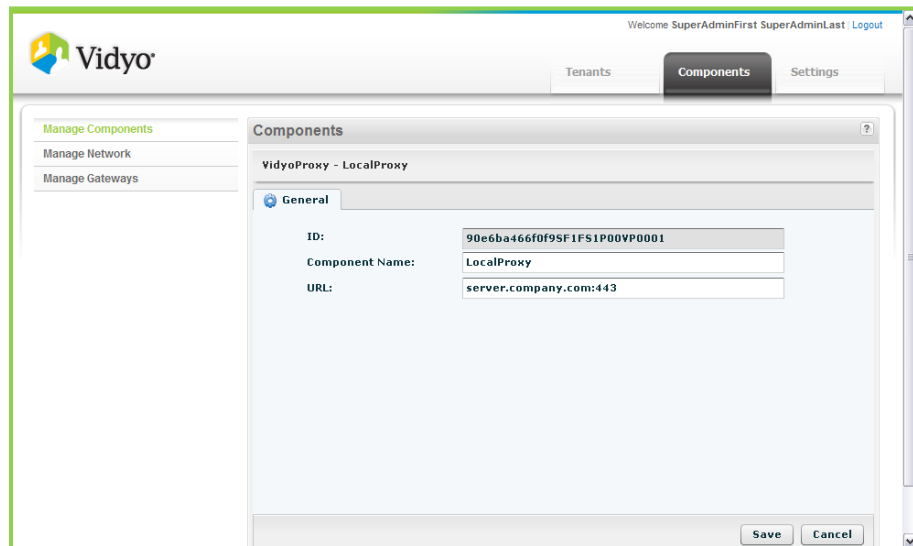 Welcome SuperAdminFirst SuperAdminLast | Logout
Vidyo
Tenants
Components
Settings
Manage Components
Manage Network
Manage Gateways
Components
?
VidyoProxy - LocalProxy
General
ID:
90e6ba466f0f9SF1FS1P00VP0001
Component Name:
LocalProxy
URL:
server.company.com:443
Save
Cancel